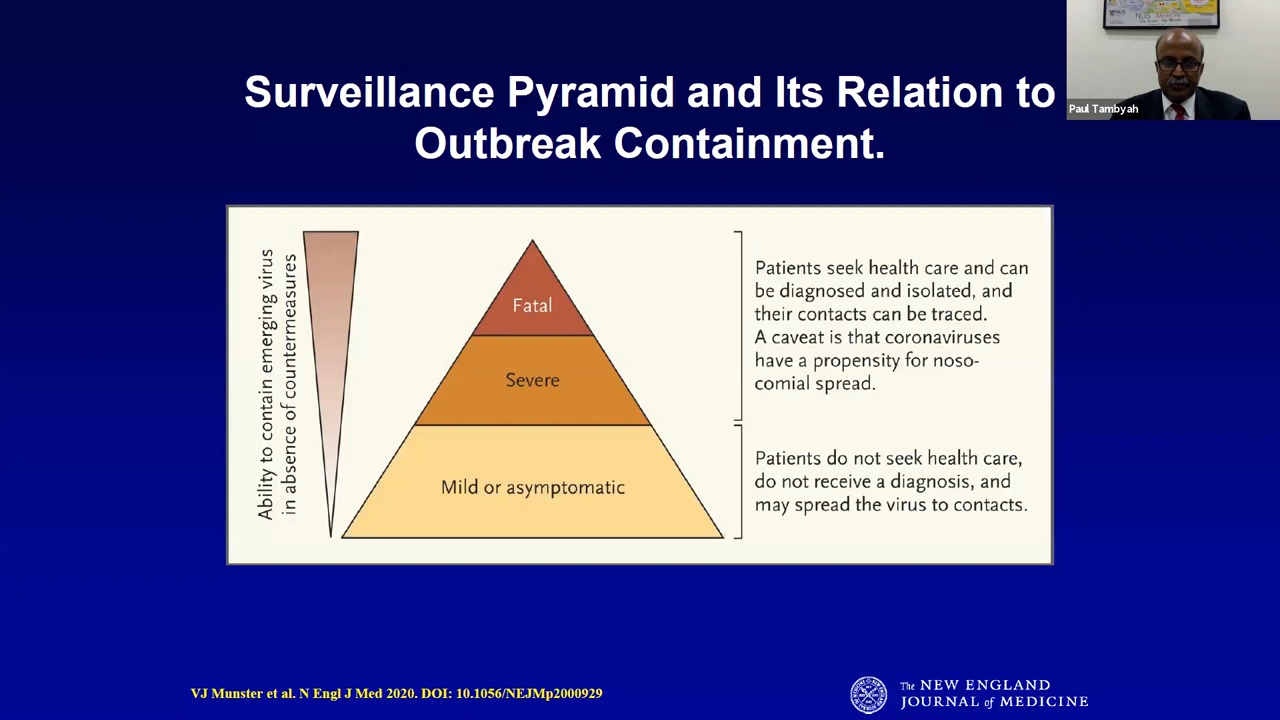 Surveillance Pyramid and Its Relation to
Outbreak Containment.
Paul Tambyah
Ability to contain emerging virus
in absence of countermeasures
Fatal
Severe
Mild or asymptomatic
Patients seek health care and can
be diagnosed and isolated, and
their contacts can be traced.
A caveat is that coronaviruses
have a propensity for noso-
comial spread.
Patients do not seek health care,
do not receive a diagnosis, and
may spread the virus to contacts.
VJ Munster et al. N Engl J Med 2020. DOI: 10.1056/NEJMp2000929
The NEW ENGLAND
JOURNAL of MEDICINE